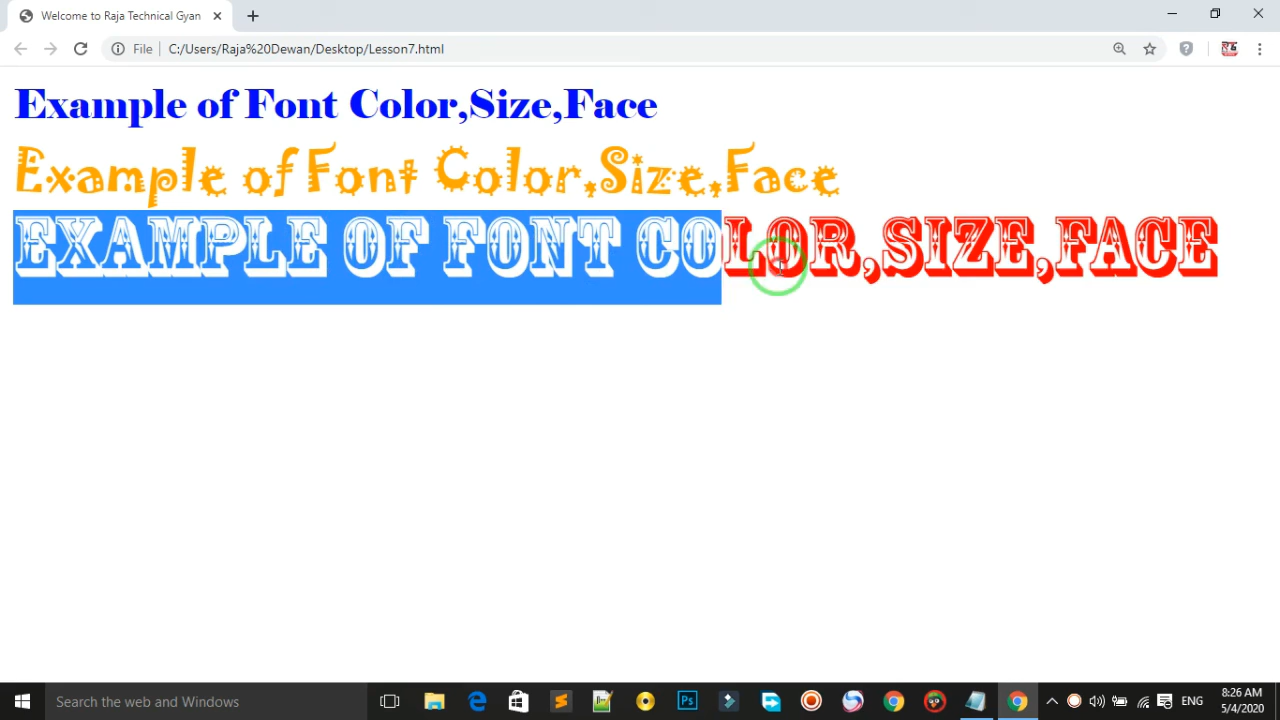 Welcome to Raja Technical Gyan
File
C:/Users/Raja%20Dewan/Desktop/Lesson7.html
Example of Font Color,Size,Face
Example of Font Color,Size,Face
EXAMPLE OF FONT COLOR,SIZE,FACE
Search the web and Windows
Ps
ENG
8:26 AM
5/4/2020